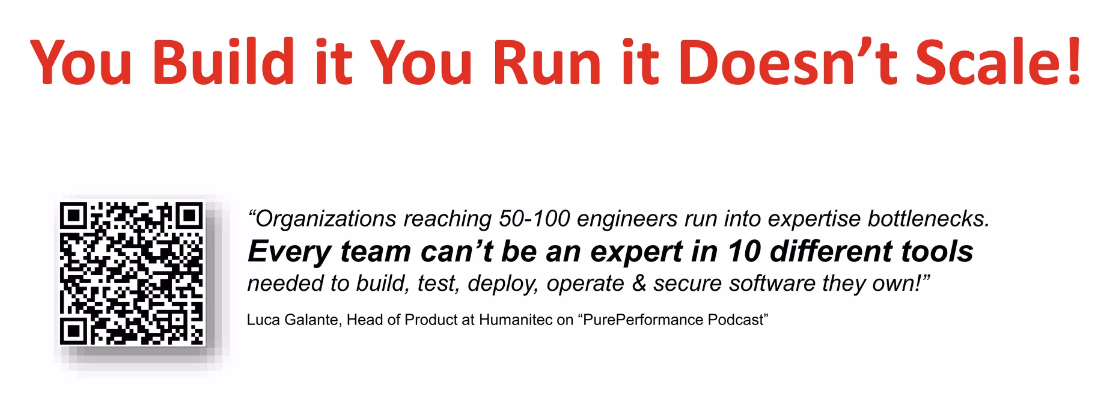 You Build it You Run it Doesn’t Scale!
“Organizations reaching 50-100 engineers run into expertise bottlenecks.
Every team can’t be an expert in 10 different tools
needed to build, test, deploy, operate & secure software they own!”
Luca Galante, Head of Product at Humanitec on “PurePerformance Podcast”